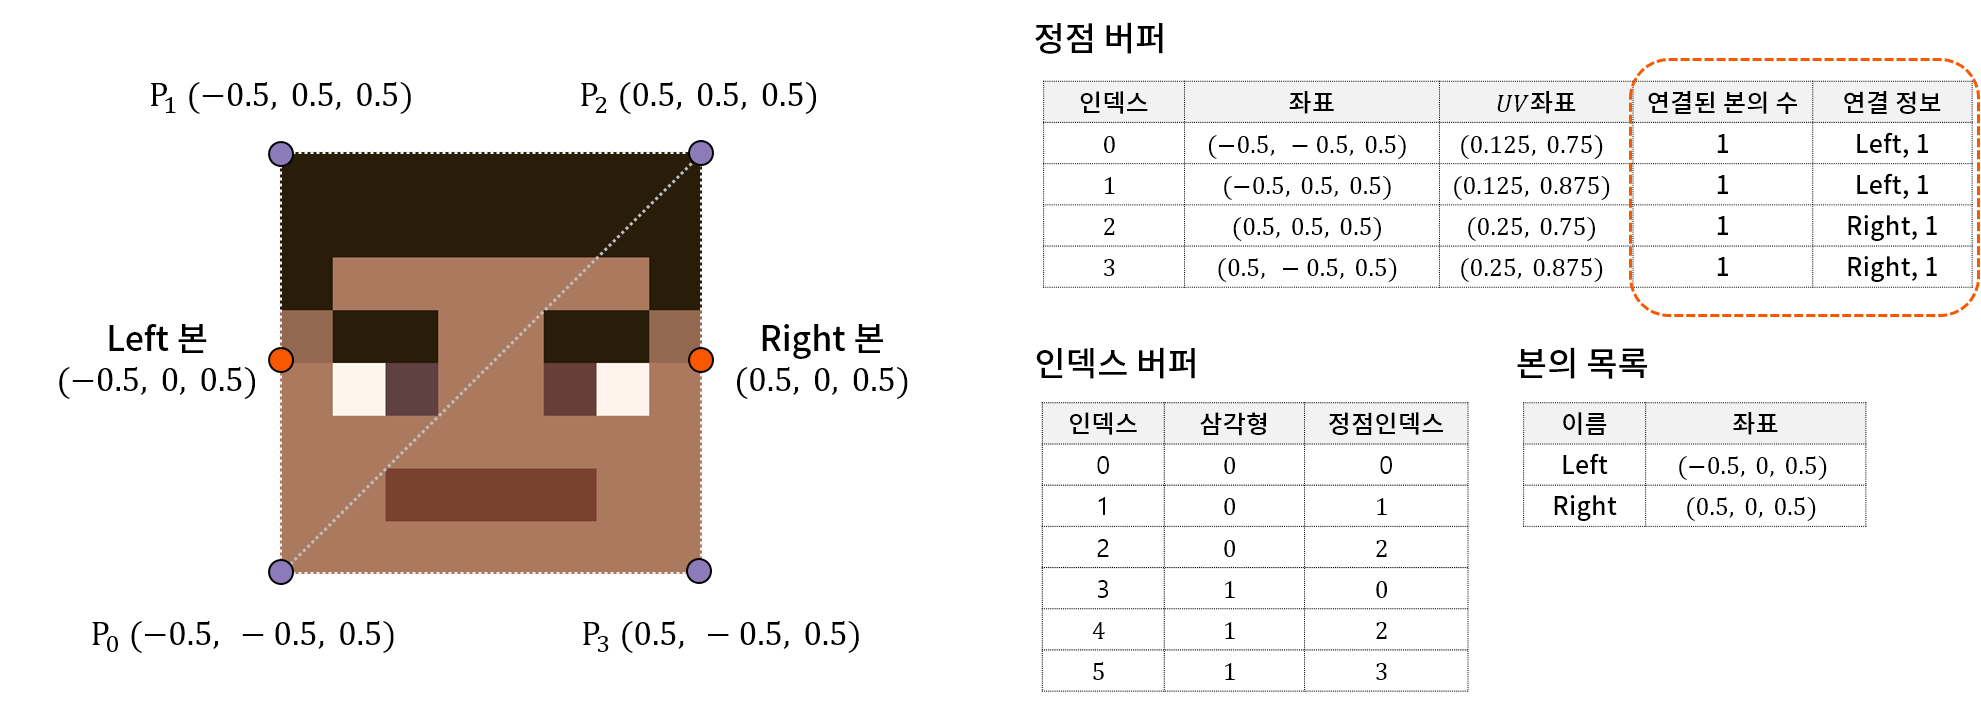 P1 (−0.5, 0.5, 0.5)
P2 (0.5, 0.5, 0.5)
Left 본
(−0.5, 0, 0.5)
Right 본
(0.5, 0, 0.5)
P0 (−0.5, −0.5, 0.5)
P3 (0.5, −0.5, 0.5)
정점 버퍼
인덱스 좌표 UV좌표 연결된 본의 수 연결 정보
0 (−0.5, −0.5, 0.5) (0.125, 0.75) 1 Left, 1
1 (−0.5, 0.5, 0.5) (0.125, 0.875) 1 Left, 1
2 (0.5, 0.5, 0.5) (0.25, 0.75) 1 Right, 1
3 (0.5, −0.5, 0.5) (0.25, 0.875) 1 Right, 1
인덱스 버퍼
인덱스 삼각형 정점인덱스
0 0 0
1 0 1
2 0 2
3 1 0
4 1 2
5 1 3
본의 목록
이름 좌표
Left (−0.5, 0, 0.5)
Right (0.5, 0, 0.5)